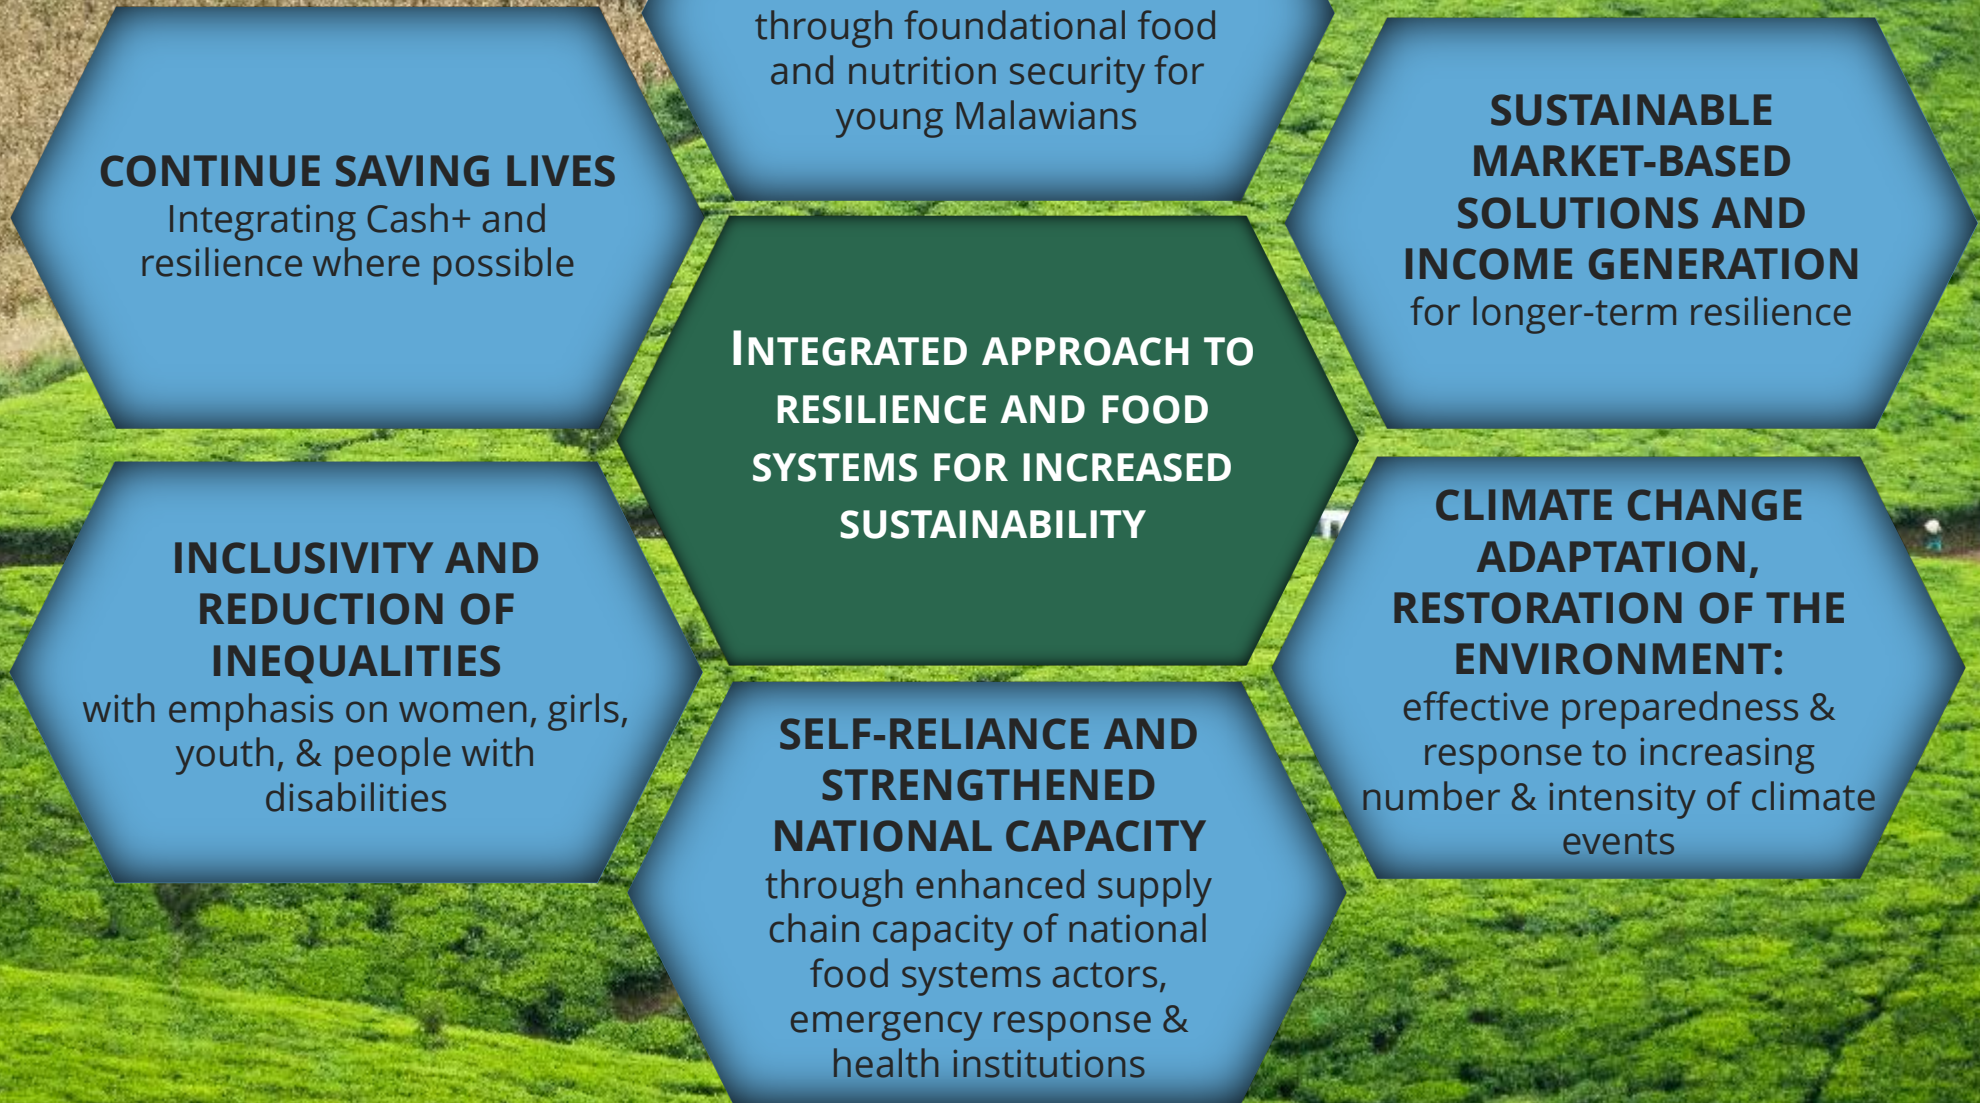 through foundational food
and nutrition security for
young Malawians
CONTINUE SAVING LIVES
Integrating Cash+ and
resilience where possible
SUSTAINABLE
MARKET-BASED
SOLUTIONS AND
INCOME GENERATION
for longer-term resilience
INTEGRATED APPROACH TO
RESILIENCE AND FOOD
SYSTEMS FOR INCREASED
SUSTAINABILITY
INCLUSIVITY AND
REDUCTION OF
INEQUALITIES
with emphasis on women, girls,
youth, & people with
disabilities
CLIMATE CHANGE
ADAPTATION,
RESTORATION OF THE
ENVIRONMENT:
effective preparedness &
response to increasing
number & intensity of climate
events
SELF-RELIANCE AND
STRENGTHENED
NATIONAL CAPACITY
through enhanced supply
chain capacity of national
food systems actors,
emergency response &
health institutions